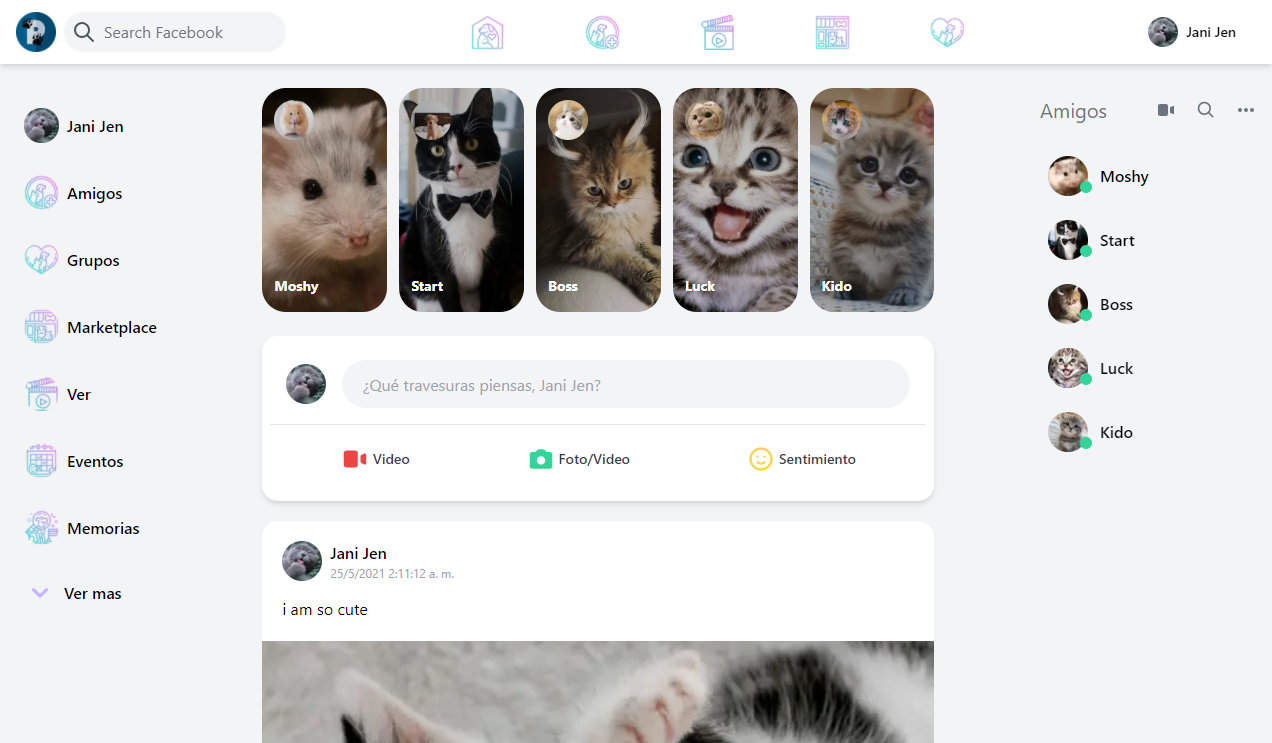 Search Facebook
Jani Jen
Jani Jen
Amigos
Grupos
Marketplace
Ver
Eventos
Memorias
Ver mas
Moshy
Start
Boss
Luck
Kido
¿Qué travesuras piensas, Jani Jen?
Video
Foto/Video
Sentimiento
Jani Jen
25/5/2021 2:11:12 a. m.
i am so cute
Amigos
Moshy
Start
Boss
Luck
Kido